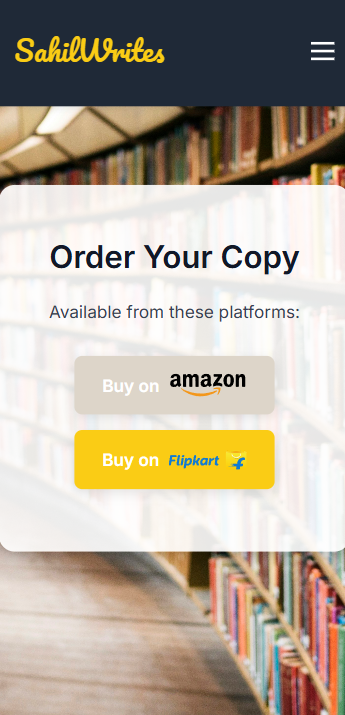 SahilWrites
Order Your Copy
Available from these platforms:
Buy on amazon
Buy on Flipkart